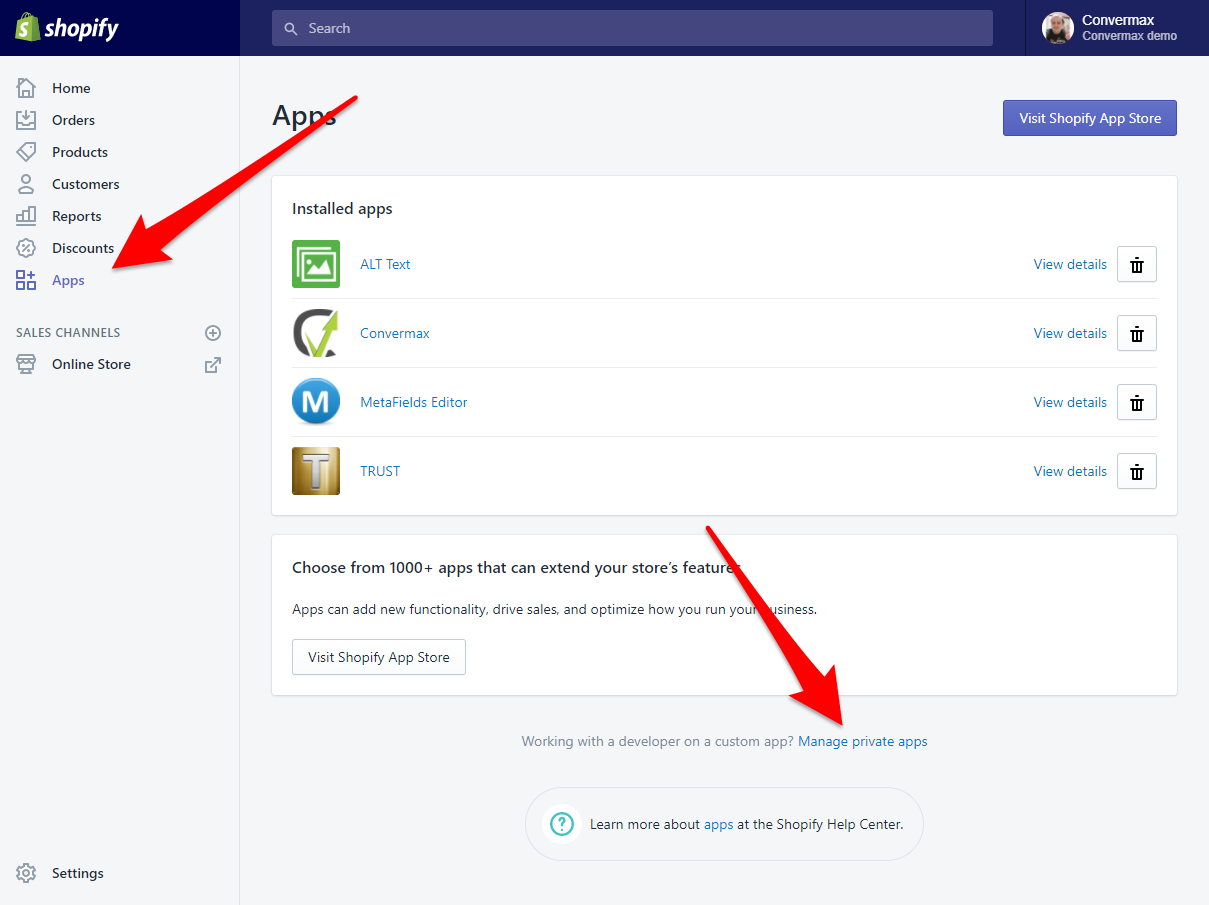 shopify
Search
Convermax
Convermax demo
Home
Orders
Products
Customers
Reports
Discounts
Apps
SALES CHANNELS
Online Store
Settings
Apps
Visit Shopify App Store
Installed apps
ALT Text
View details
Convermax
View details
M
MetaFields Editor
View details
T
TRUST
View details
Choose from 1000+ apps that can extend your store’s features
Apps can add new functionality, drive sales, and optimize how you run your business.
Visit Shopify App Store
Working with a developer on a custom app? Manage private apps
Learn more about apps at the Shopify Help Center.